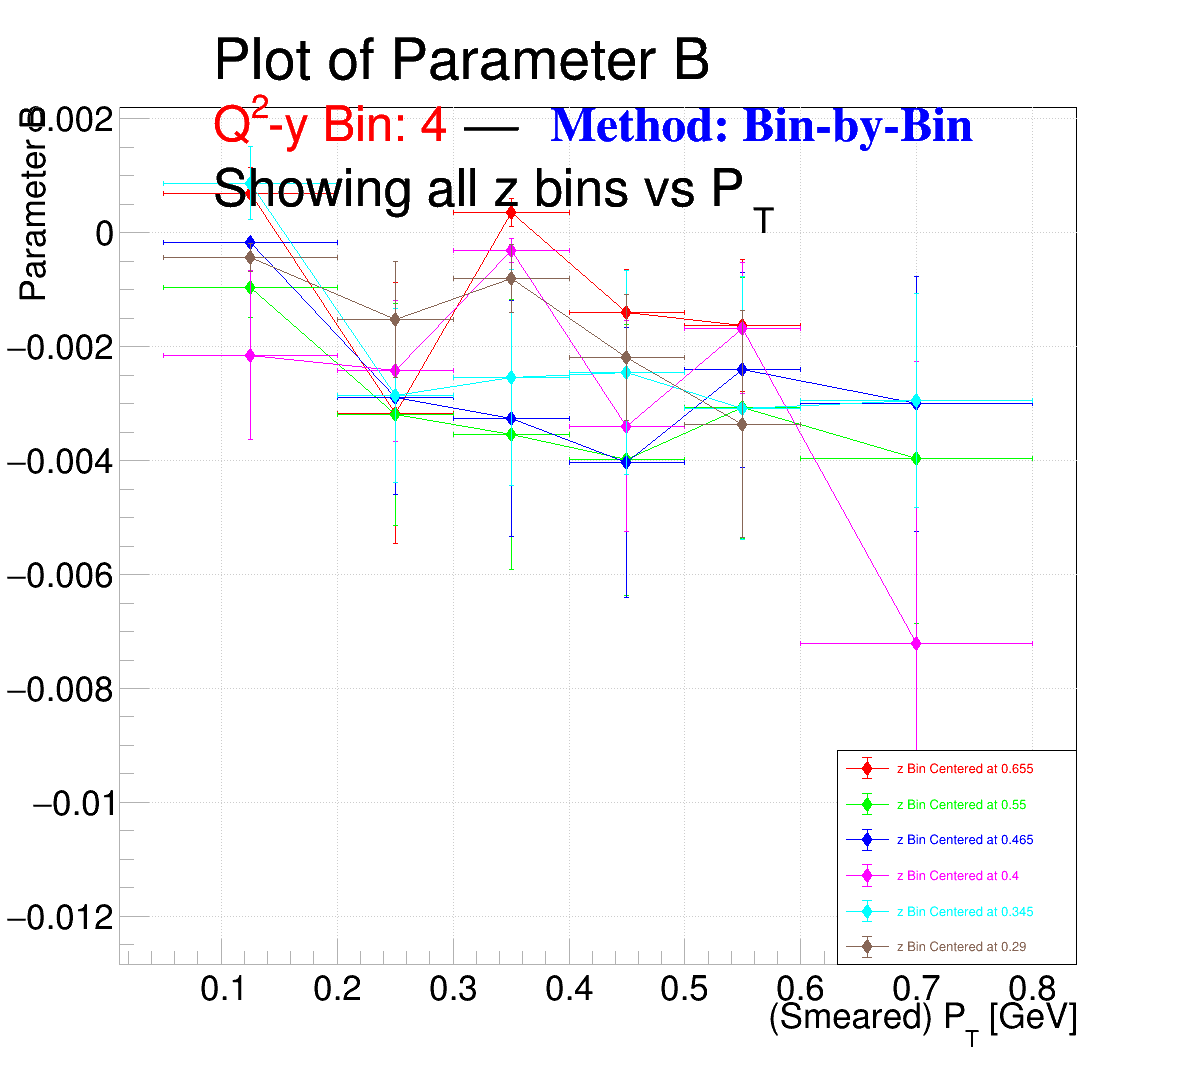 Plot of Parameter B
Q²-y Bin: 4 — Method: Bin-by-Bin
Showing all z bins vs P_T
Parameter B
0.002
0
−0.002
−0.004
−0.006
−0.008
−0.01
−0.012
z Bin Centered at 0.655
z Bin Centered at 0.55
z Bin Centered at 0.465
z Bin Centered at 0.4
z Bin Centered at 0.345
z Bin Centered at 0.29
0.1 0.2 0.3 0.4 0.5 0.6 0.7 0.8
(Smeared) P_T [GeV]